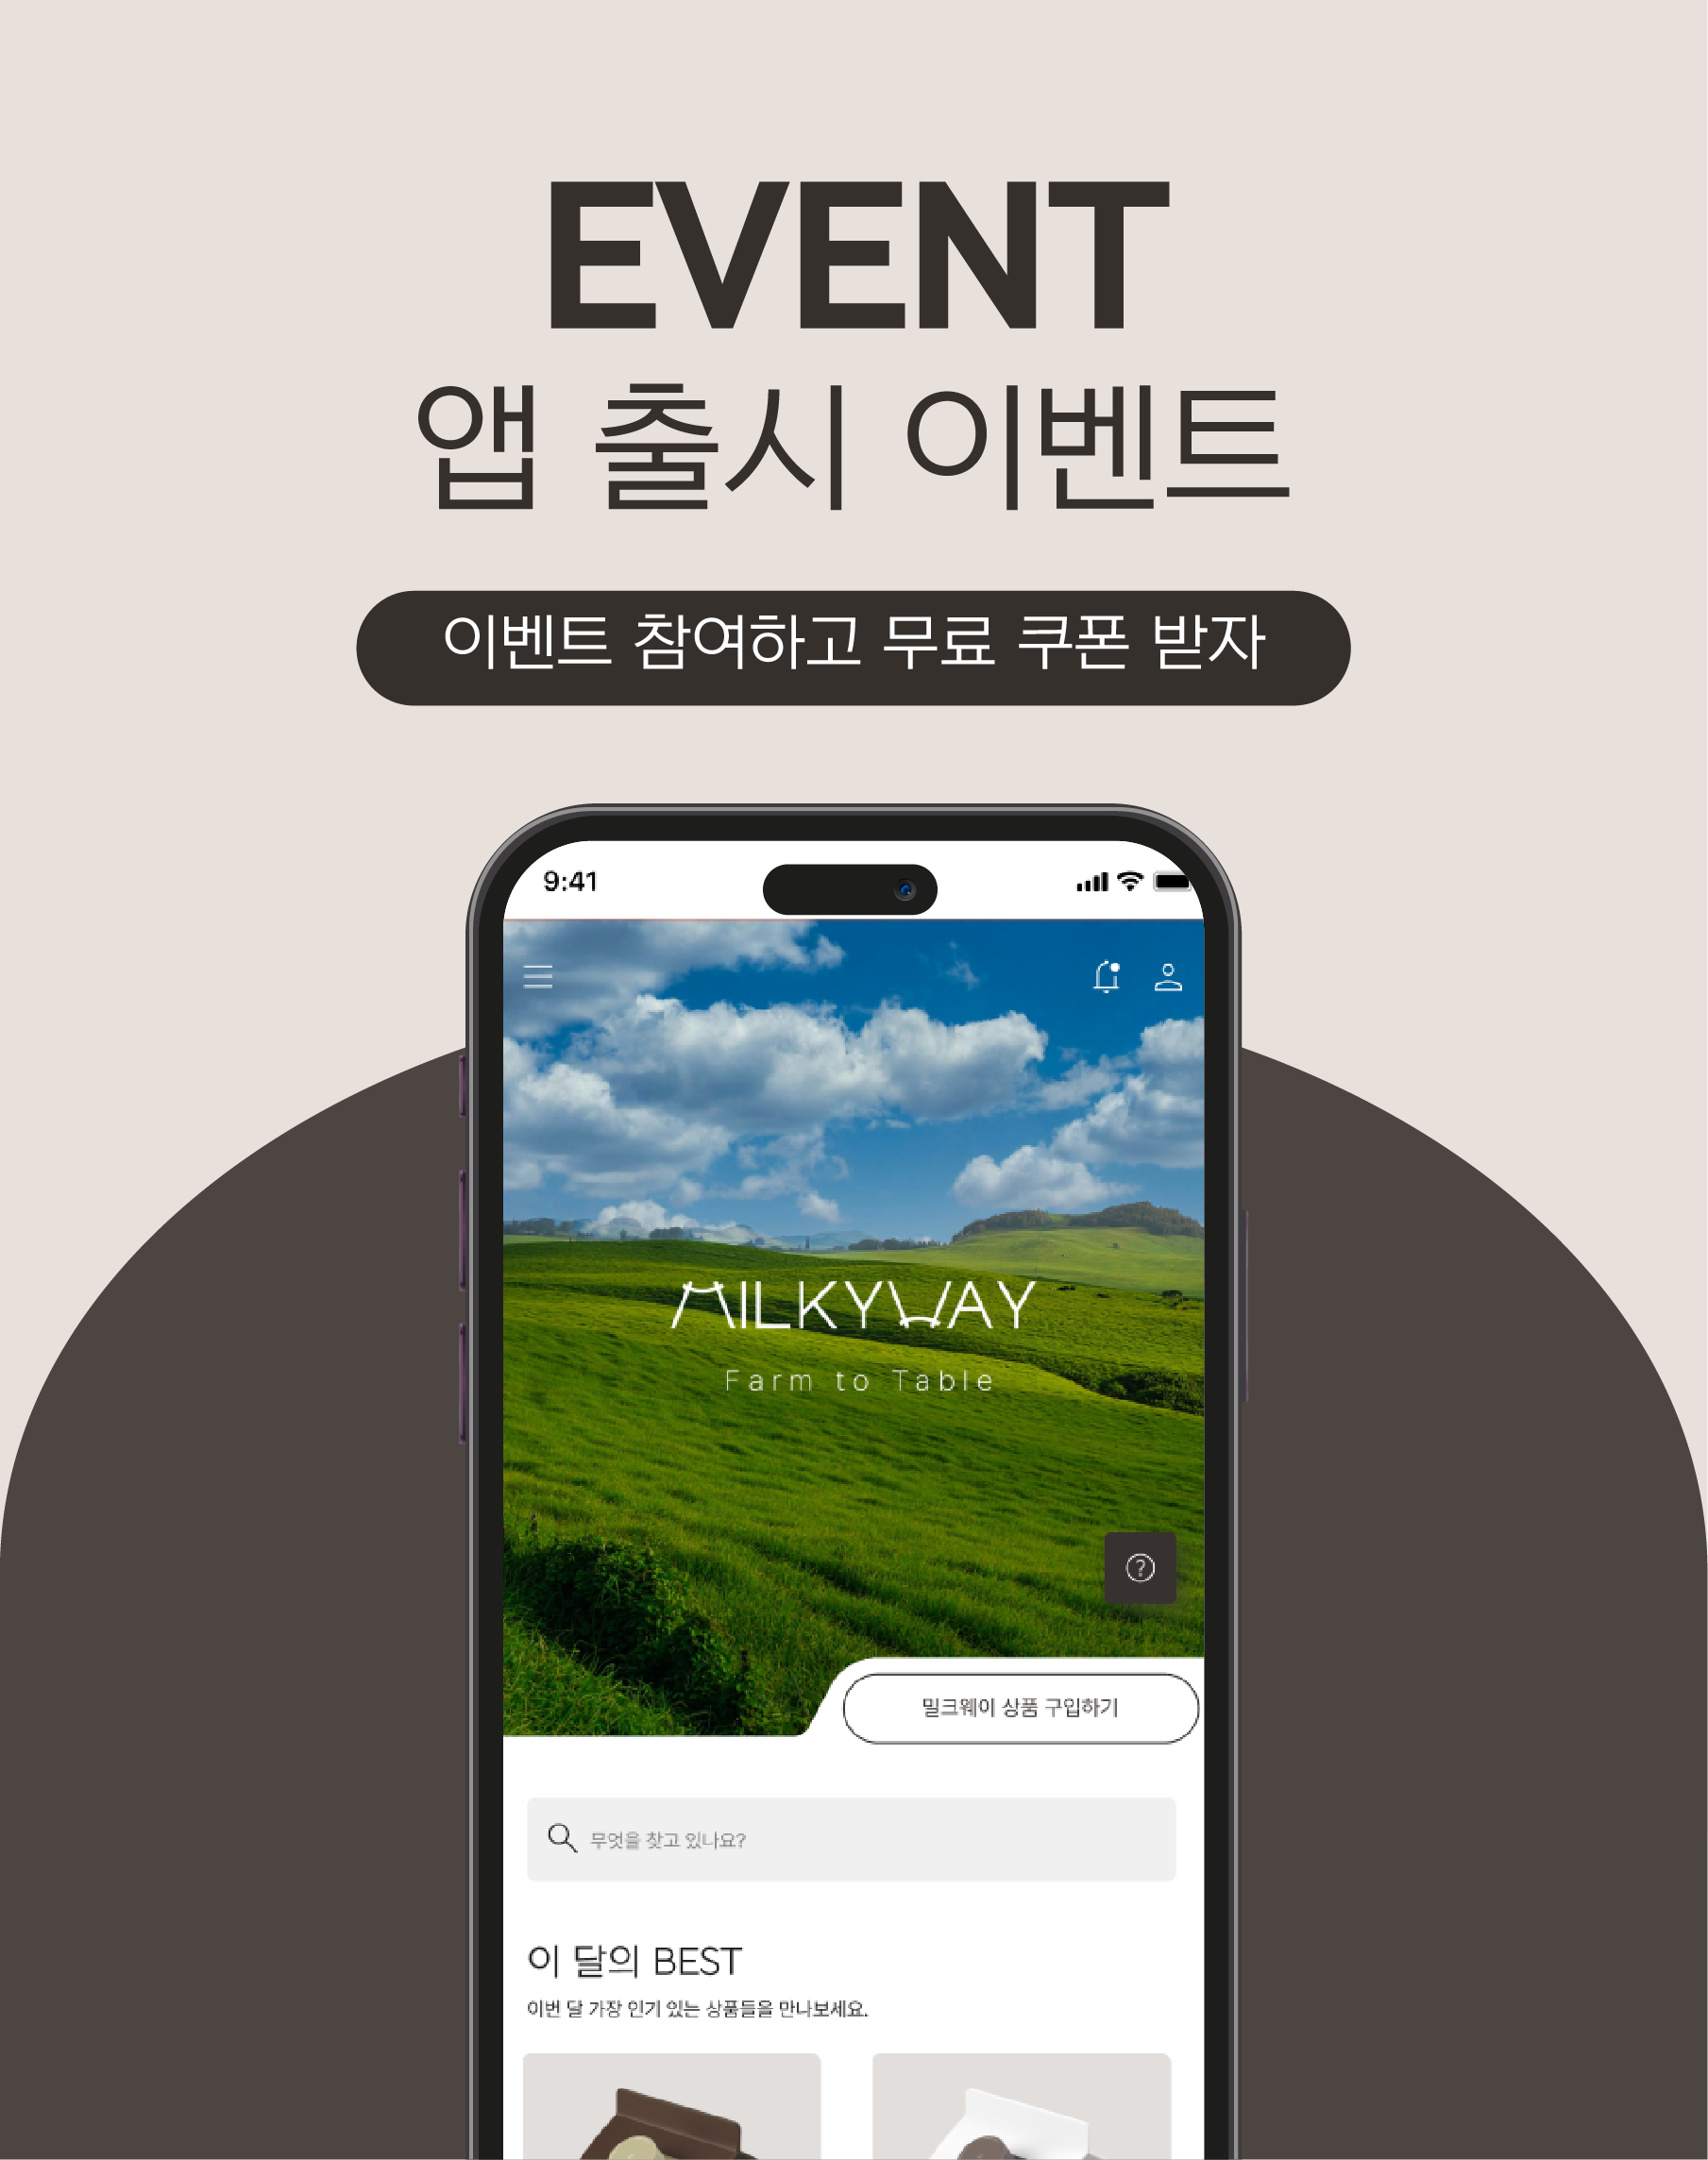 EVENT
앱 출시 이벤트
이벤트 참여하고 무료 쿠폰 받자
9:41
MILKYWAY
Farm to Table
?
밀크웨이 상품 구입하기
무엇을 찾고 있나요?
이 달의 BEST
이번 달 가장 인기 있는 상품들을 만나보세요.